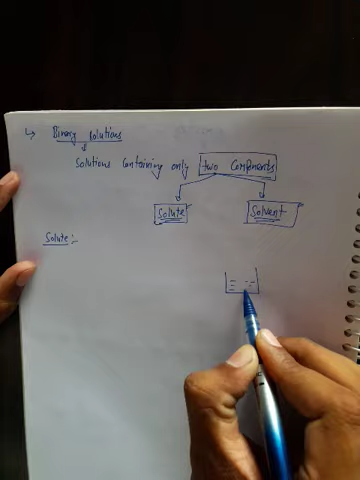 ↳ Binary solutions
Solutions Containing only two Components
Solute Solvent
Solute:-